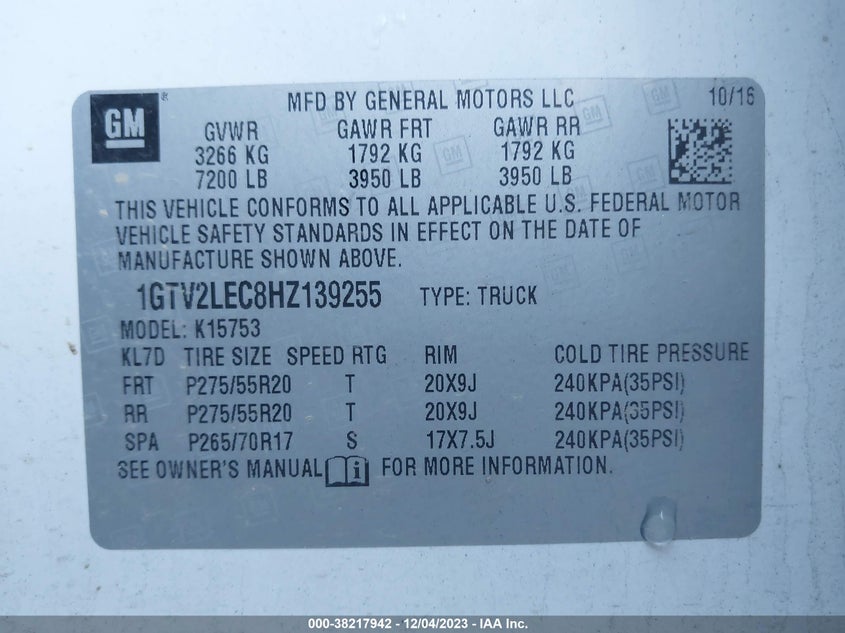 GM
MFD BY GENERAL MOTORS LLC 10/16
GVWR GAWR FRT GAWR RR
3266 KG 1792 KG 1792 KG
7200 LB 3950 LB 3950 LB
THIS VEHICLE CONFORMS TO ALL APPLICABLE U.S. FEDERAL MOTOR
VEHICLE SAFETY STANDARDS IN EFFECT ON THE DATE OF
MANUFACTURE SHOWN ABOVE.
1GTV2LEC8HZ139255 TYPE: TRUCK
MODEL: K15753
KL7D TIRE SIZE SPEED RTG RIM COLD TIRE PRESSURE
FRT P275/55R20 T 20X9J 240KPA(35PSI)
RR P275/55R20 T 20X9J 240KPA(35PSI)
SPA P265/70R17 S 17X7.5J 240KPA(35PSI)
SEE OWNER'S MANUAL i FOR MORE INFORMATION.
000-38217942 - 12/04/2023 - IAA Inc.